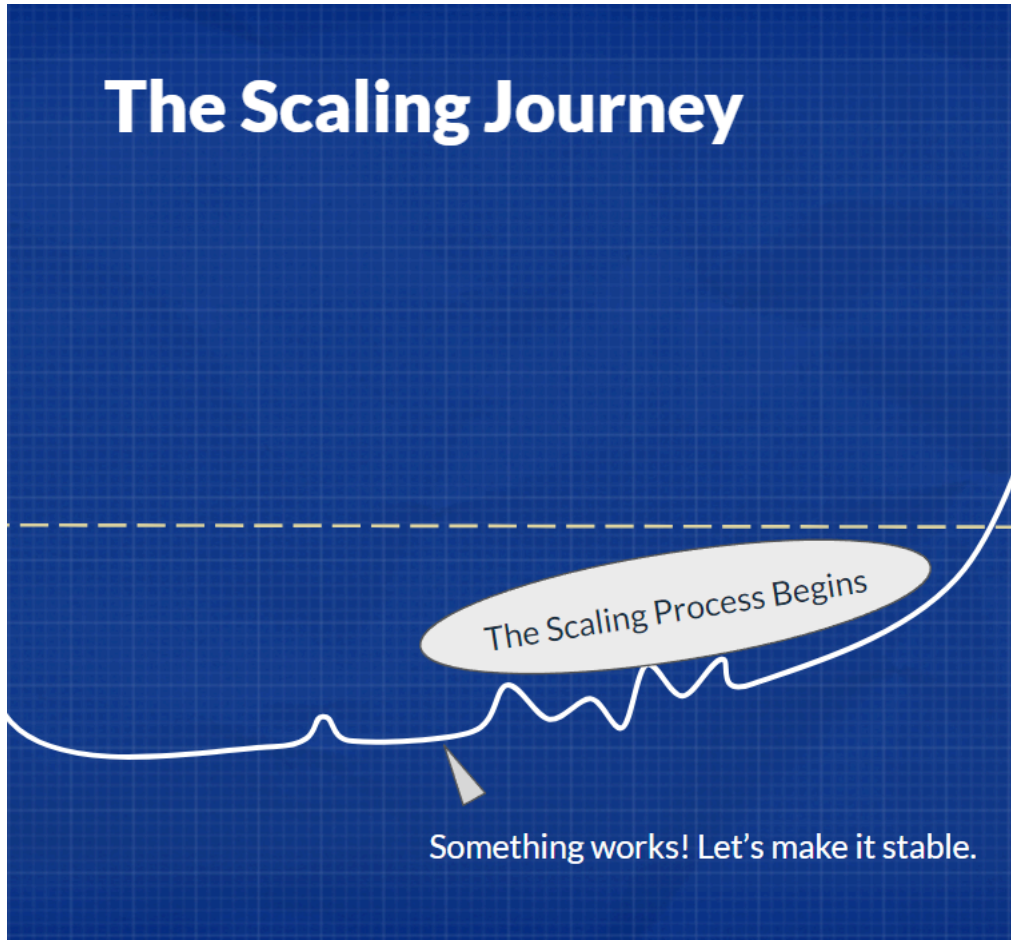 The Scaling Journey
The Scaling Process Begins
Something works! Let’s make it stable.